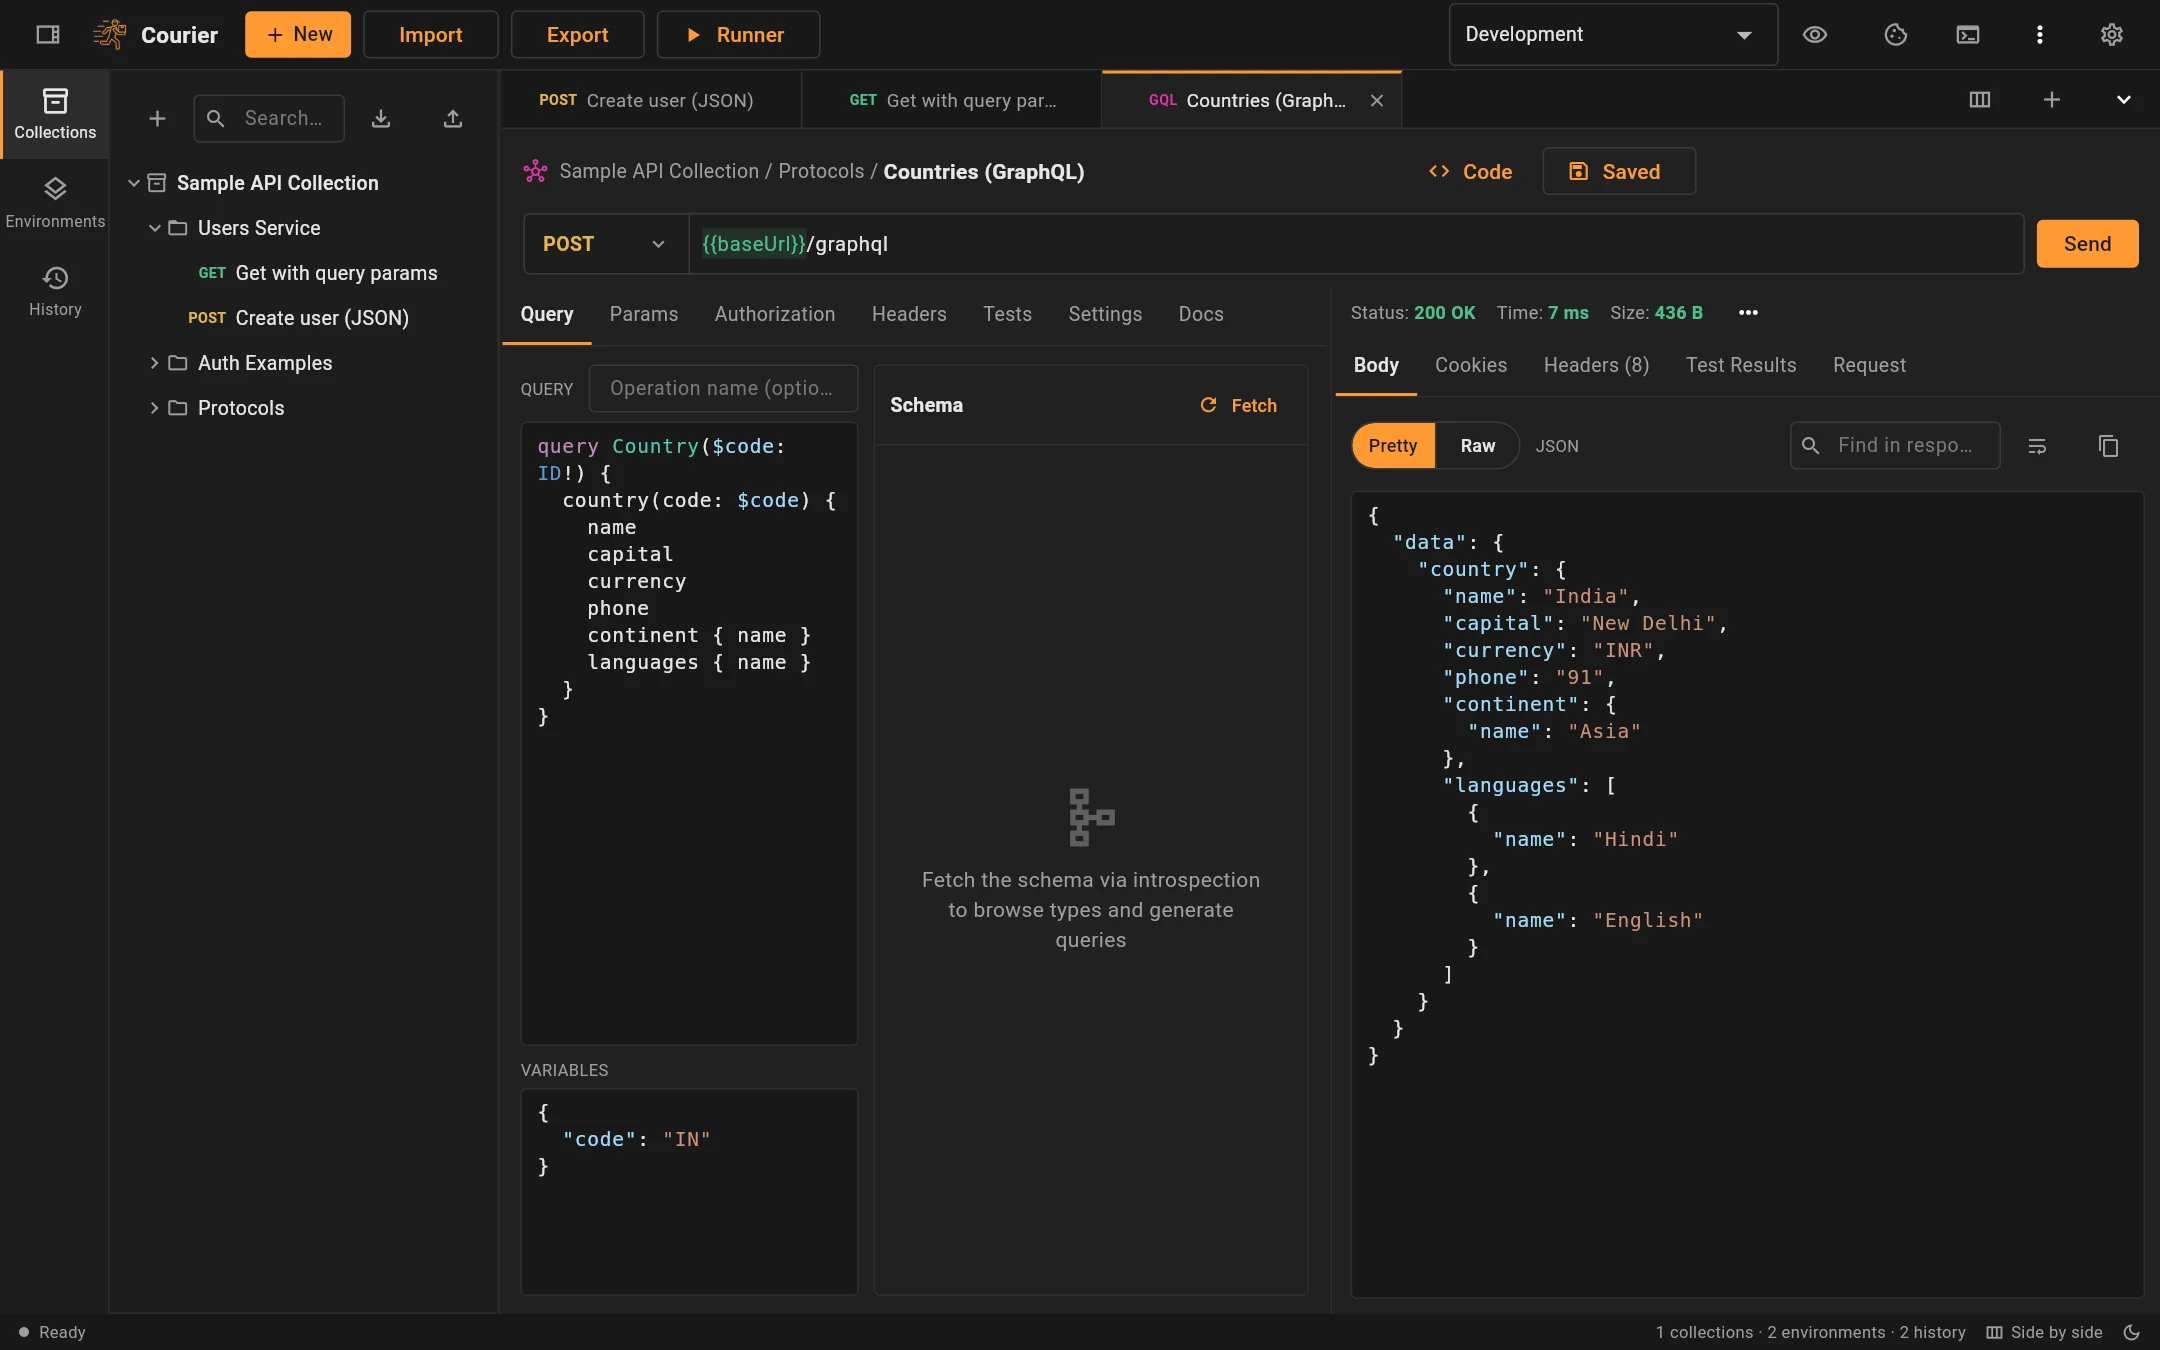 Courier
New
Import
Export
Runner
Development
Collections
Environments
History
Search...
Sample API Collection
Users Service
GET Get with query params
POST Create user (JSON)
Auth Examples
Protocols
POST Create user (JSON)
GET Get with query par...
GQL Countries (Graph...
Sample API Collection / Protocols / Countries (GraphQL)
Code
Saved
POST
{{baseUrl}}/graphql
Send
Query
Params
Authorization
Headers
Tests
Settings
Docs
QUERY
Operation name (optio...
query Country($code:
ID!) {
country(code: $code) {
name
capital
currency
phone
continent { name }
languages { name }
}
}
VARIABLES
{
"code": "IN"
}
Schema
Fetch
Fetch the schema via introspection
to browse types and generate
queries
Status: 200 OK
Time: 7 ms
Size: 436 B
Body
Cookies
Headers (8)
Test Results
Request
Pretty
Raw
JSON
Find in respo...
{
"data": {
"country": {
"name": "India",
"capital": "New Delhi",
"currency": "INR",
"phone": "91",
"continent": {
"name": "Asia"
},
"languages": [
{
"name": "Hindi"
},
{
"name": "English"
}
]
}
}
}
Ready
1 collections · 2 environments · 2 history
Side by side